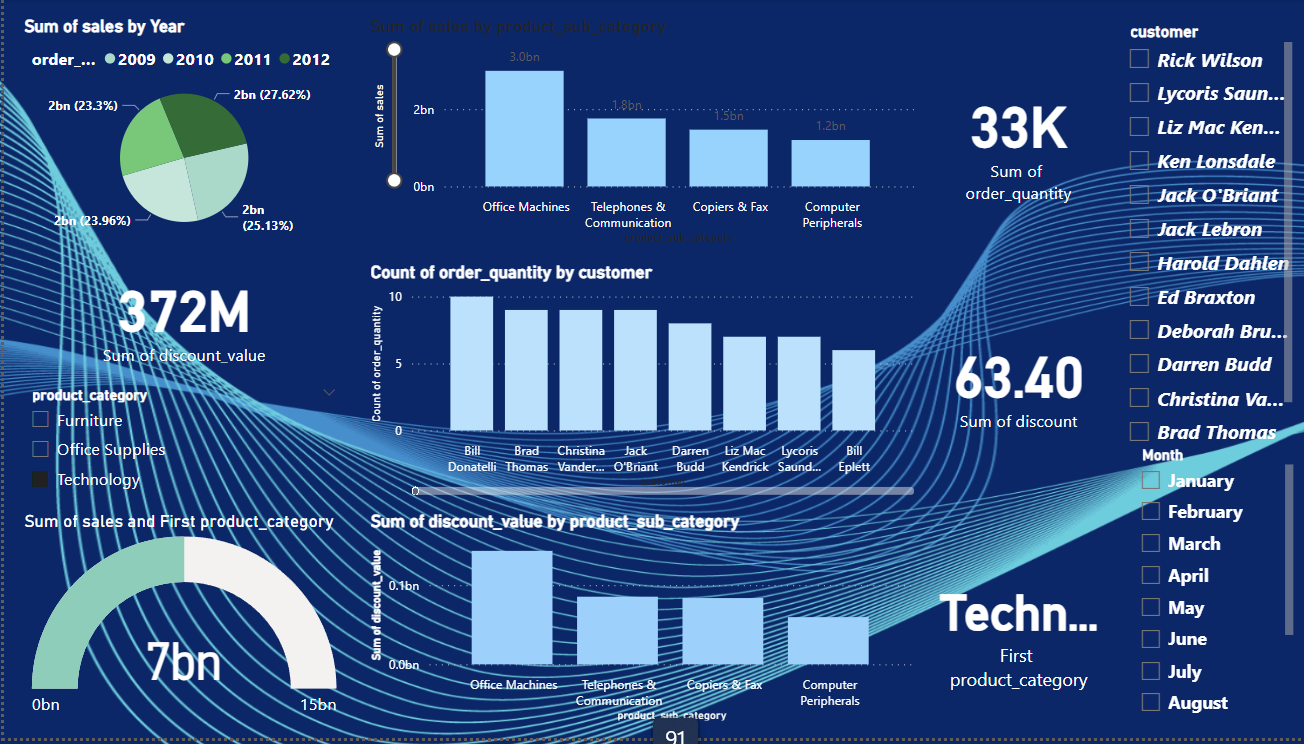 Sum of sales by Year
order_... 2009 2010 2011 2012
2bn (27.62%)
2bn (23.3%)
2bn (23.96%)
2bn
(25.13%)
372M
Sum of discount_value
product_category
Furniture
Office Supplies
Technology
Sum of sales and First product_category
7bn
0bn
15bn
Sum of sales by product_sub_category
Sum of sales
2bn
0bn
3.0bn
1.8bn
1.5bn
1.2bn
Office Machines
Telephones &
Communication
Copiers & Fax
Computer
Peripherals
product_sub_category
Count of order_quantity by customer
Count of order_quantity
10
5
0
Bill
Donatelli
Brad
Thomas
Christina
Vander...
Jack
O'Briant
Darren
Budd
Liz Mac
Kendrick
Lycoris
Saund...
Bill
Eplett
customer
Sum of discount_value by product_sub_category
Sum of discount_value
0.1bn
0.0bn
Office Machines
Telephones &
Communication
Copiers & Fax
Computer
Peripherals
product_sub_category
91
33K
Sum of
order_quantity
63.40
Sum of discount
Techn...
First
product_category
customer
Rick Wilson
Lycoris Saun...
Liz Mac Ken...
Ken Lonsdale
Jack O'Briant
Jack Lebron
Harold Dahlen
Ed Braxton
Deborah Bru...
Darren Budd
Christina Va...
Brad Thomas
Month
January
February
March
April
May
June
July
August